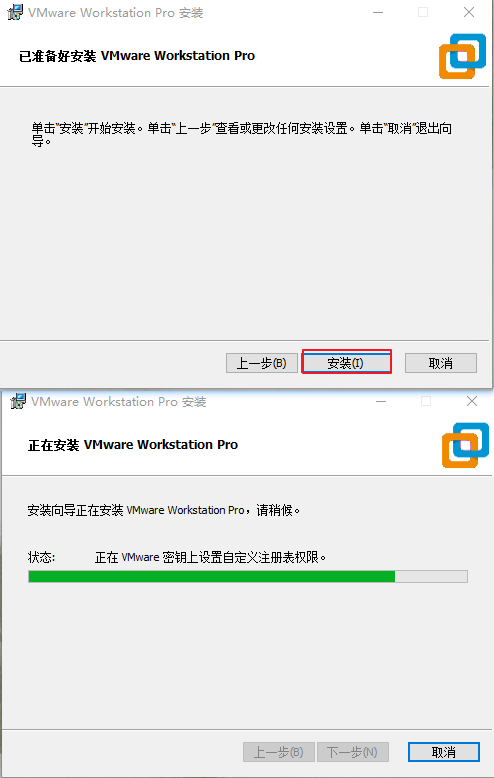 VMware Workstation Pro 安装
已准备好安装 VMware Workstation Pro
单击“安装”开始安装。单击“上一步”查看或更改任何安装设置。单击“取消”退出向
导。
上一步(B) 安装(I) 取消
VMware Workstation Pro 安装
正在安装 VMware Workstation Pro
安装向导正在安装 VMware Workstation Pro，请稍候。
状态: 正在 VMware 密钥上设置自定义注册表权限。
上一步(B) 下一步(N) 取消